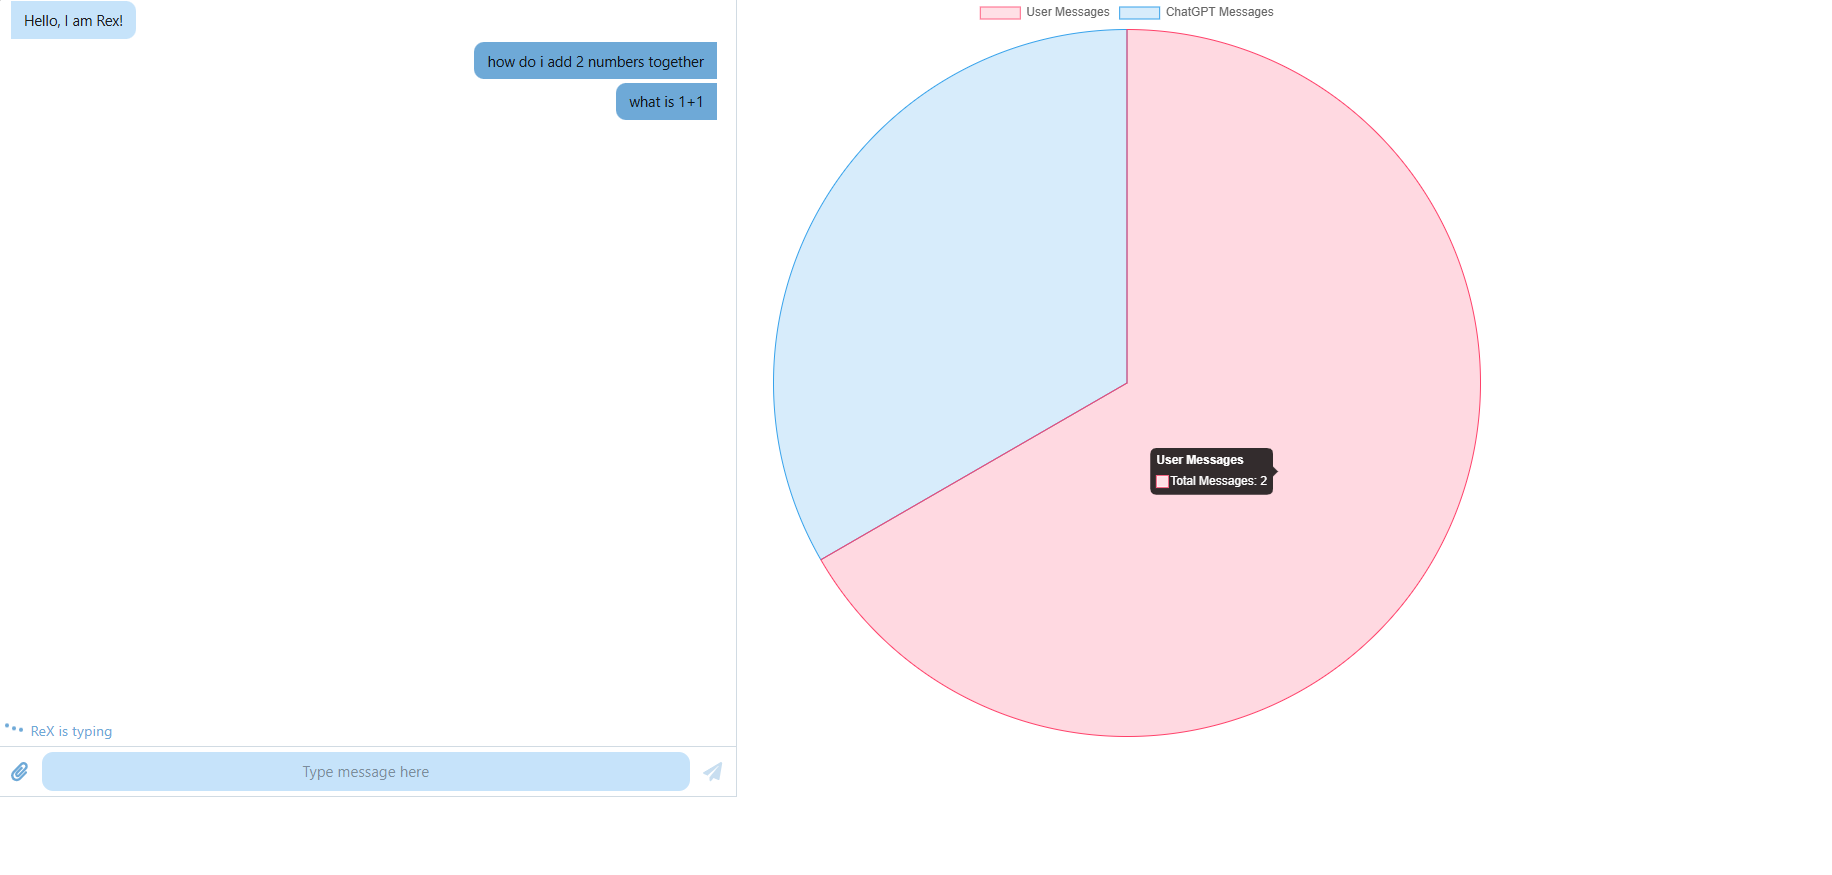 Hello, I am Rex!
how do i add 2 numbers together
what is 1+1
ReX is typing
Type message here
User Messages
ChatGPT Messages
User Messages
Total Messages: 2